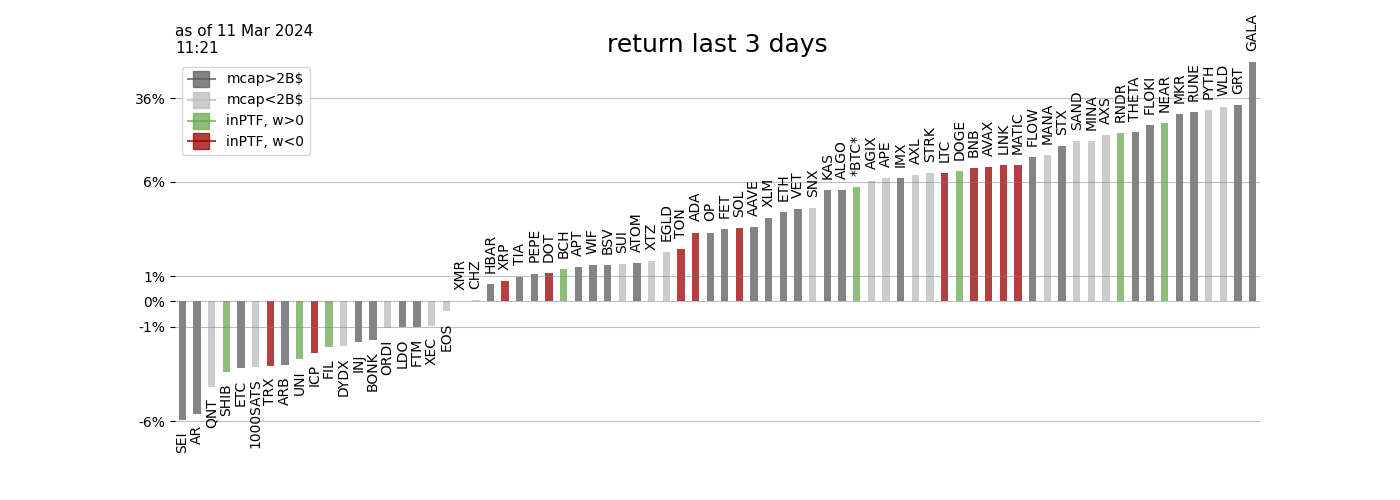 as of 11 Mar 2024
11:21
return last 3 days
mcap>2B$
mcap<2B$
inPTF, w>0
inPTF, w<0
36%
6%
1%
0%
-1%
-6%
SEI
AR
QNT
SHIB
ETC
1000SATS
TRX
ARB
UNI
ICP
FIL
DYDX
INJ
BONK
ORDI
LDO
FTM
XEC
EOS
XMR
CHZ
HBAR
XRP
TIA
PEPE
DOT
BCH
APT
WIF
BSV
SUI
ATOM
XTZ
EGLD
TON
ADA
OP
FET
SOL
AAVE
XLM
ETH
VET
SNX
KAS
ALGO
*BTC*
AGIX
APE
IMX
AXL
STRK
LTC
DOGE
BNB
AVAX
LINK
MATIC
FLOW
MANA
STX
SAND
MINA
AXS
RNDR
THETA
FLOKI
NEAR
MKR
RUNE
PYTH
WLD
GRT
GALA